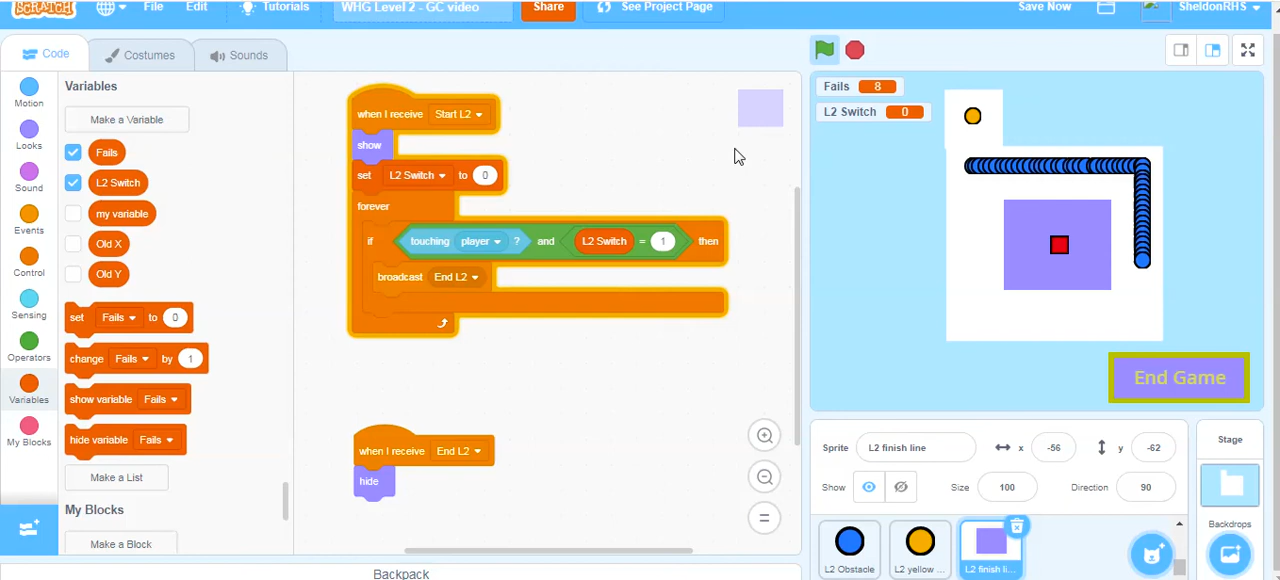 SCRATCH
File
Edit
Tutorials
WHG Level 2 - GC video
Share
See Project Page
Save Now
SheldonRHS
Code
Costumes
Sounds
Motion
Looks
Sound
Events
Control
Sensing
Operators
Variables
My Blocks
Variables
Make a Variable
Fails
L2 Switch
my variable
Old X
Old Y
set Fails to 0
change Fails by 1
show variable Fails
hide variable Fails
Make a List
My Blocks
Make a Block
when I receive Start L2
show
set L2 Switch to 0
forever
if touching player ? and L2 Switch = 1 then
broadcast End L2
when I receive End L2
hide
Backpack
Fails 8
L2 Switch 0
End Game
Sprite L2 finish line x -56 y -62
Show Size 100 Direction 90
L2 Obstacle
L2 yellow ...
L2 finish li...
Stage
Backdrops